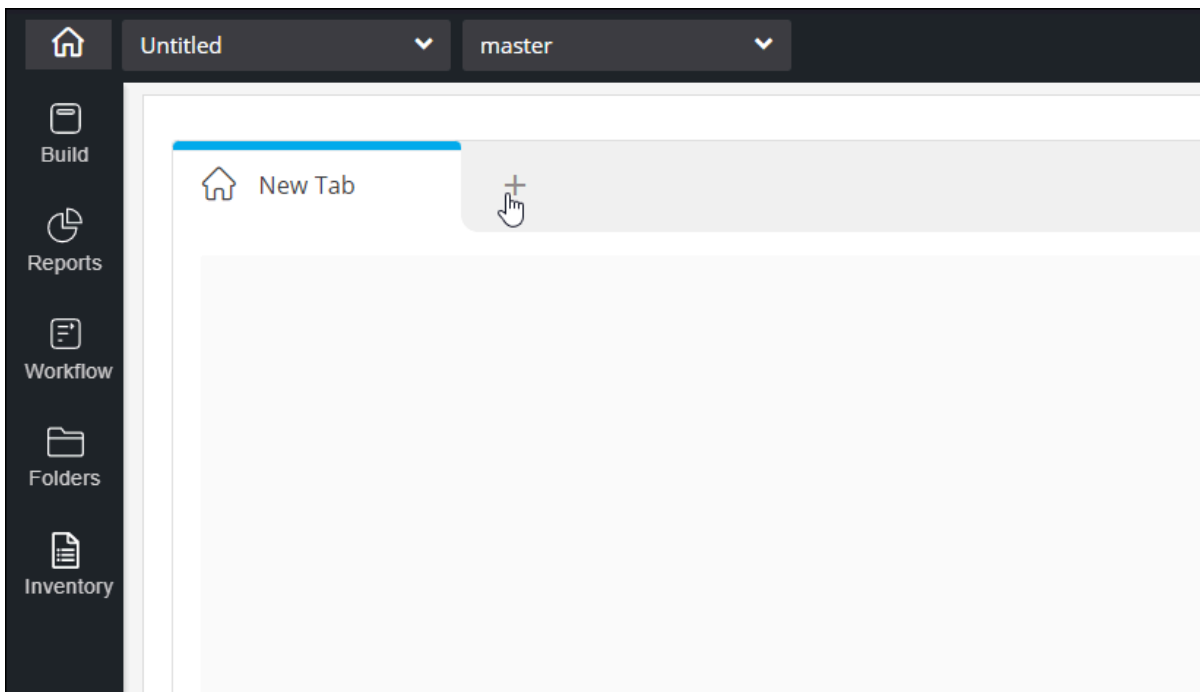 Untitled
master
Build
Reports
Workflow
Folders
Inventory
New Tab